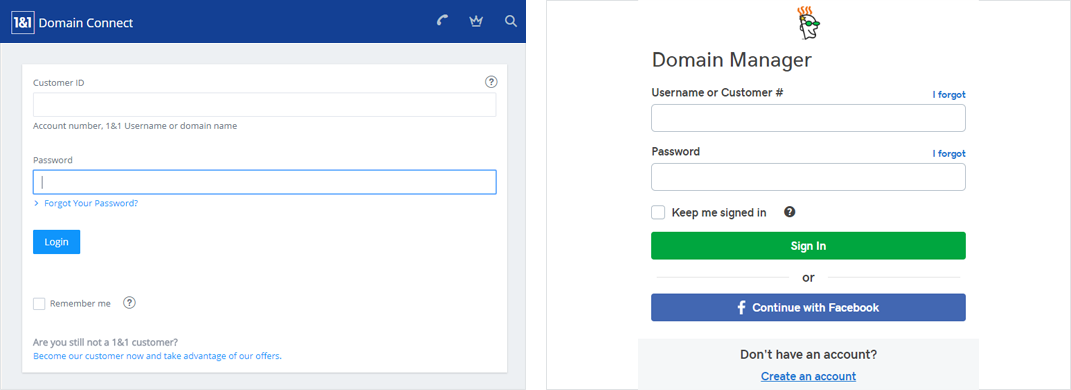 1&1 Domain Connect
Customer ID
?
Account number, 1&1 Username or domain name
Password
> Forgot Your Password?
Login
Remember me ?
Are you still not a 1&1 customer?
Become our customer now and take advantage of our offers.
Domain Manager
Username or Customer # I forgot
Password I forgot
Keep me signed in ?
Sign In
or
f Continue with Facebook
Don't have an account?
Create an account